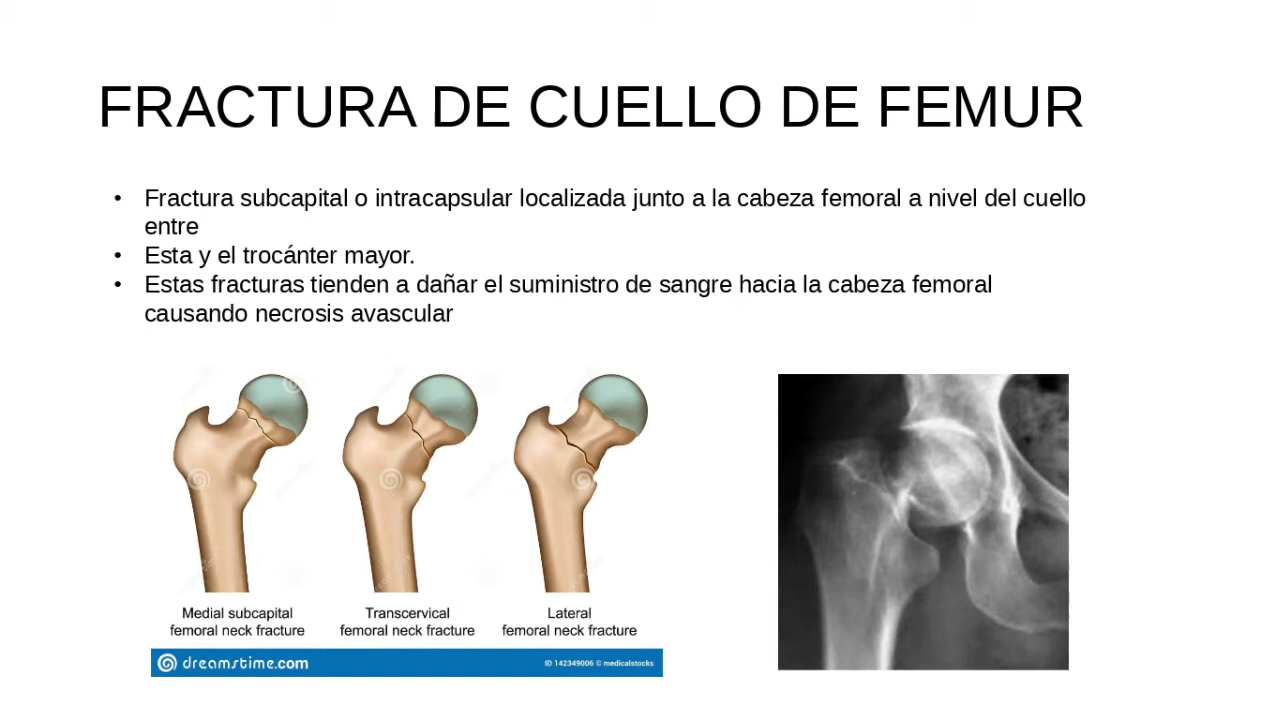 FRACTURA DE CUELLO DE FEMUR
• Fractura subcapital o intracapsular localizada junto a la cabeza femoral a nivel del cuello
entre
• Esta y el trocánter mayor.
• Estas fracturas tienden a dañar el suministro de sangre hacia la cabeza femoral
causando necrosis avascular
Medial subcapital
femoral neck fracture
Transcervical
femoral neck fracture
Lateral
femoral neck fracture
dreamstime.com
ID 142349006 © medicalstocks